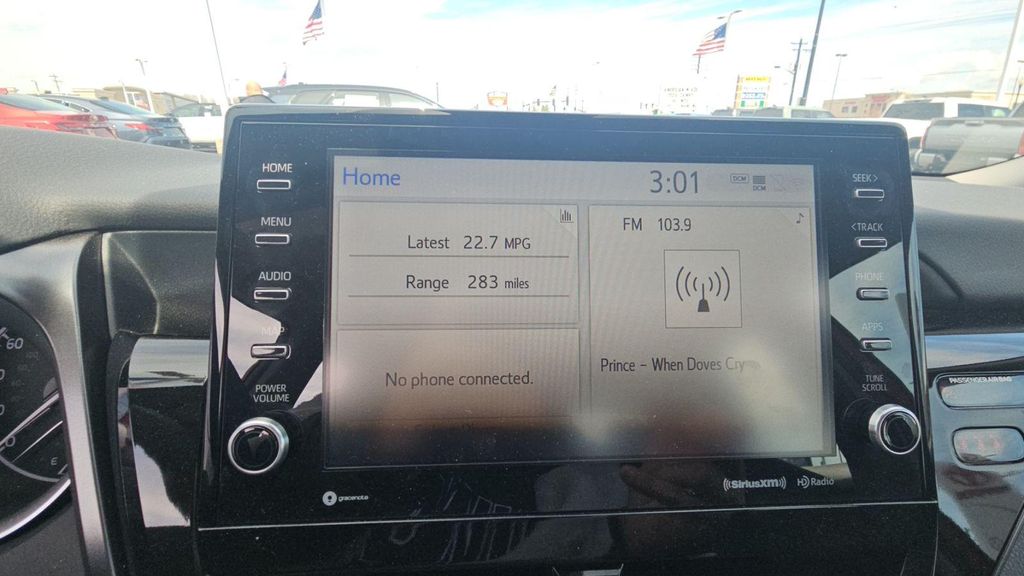 HOME
MENU
AUDIO
MAP
POWER
VOLUME
Home
3:01
DCM
DCM
Latest 22.7 MPG
Range 283 miles
No phone connected.
FM 103.9
Prince - When Doves Cry
SEEK >
< TRACK
PHONE
APPS
TUNE
SCROLL
gracenote
SiriusXM
HD Radio
PASSENGER AIR BAG
60
E